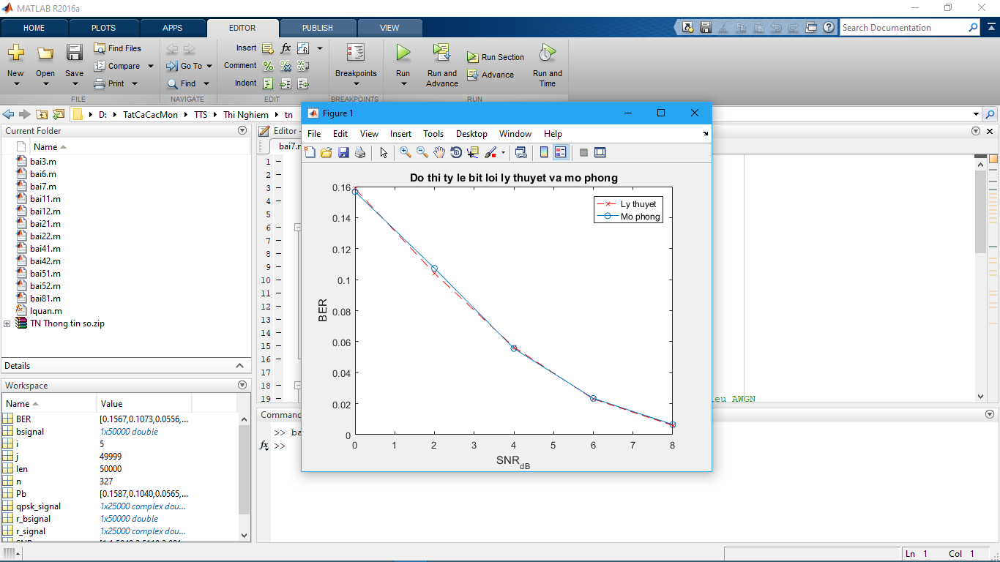 MATLAB R2016a
HOME PLOTS APPS EDITOR PUBLISH VIEW
Search Documentation
New Open Save Find Files Compare Print
Go To Find
Insert fx Comment Indent
Breakpoints
Run Run and Advance Run Section Advance Run and Time
FILE NAVIGATE EDIT BREAKPOINTS RUN
D: TatCaCacMon TTS Thi Nghiem tn
Current Folder
Name
bai3.m
bai6.m
bai7.m
bai11.m
bai12.m
bai21.m
bai22.m
bai41.m
bai42.m
bai51.m
bai52.m
bai81.m
lquan.m
TN Thong tin so.zip
Details
Workspace
Name Value
BER [0.1567,0.1073,0.0556,...
bsignal 1x50000 double
i 5
j 49999
len 50000
n 327
Pb [0.1587,0.1040,0.0565,...
qpsk_signal 1x25000 complex dou...
r_bsignal 1x50000 double
r_signal 1x25000 complex dou...
Editor -
bai7.m
1
2
3
4
5
6
7
8
9
10
11
12
13
14
15
16
17
18
19
ieu AWGN
Command
>> ba
fx >>
Figure 1
File Edit View Insert Tools Desktop Window Help
Do thi ty le bit loi ly thuyet va mo phong
Ly thuyet
Mo phong
0.16
0.14
0.12
0.1
0.08
0.06
0.04
0.02
0
BER
0 1 2 3 4 5 6 7 8
SNRdB
Ln 1 Col 1